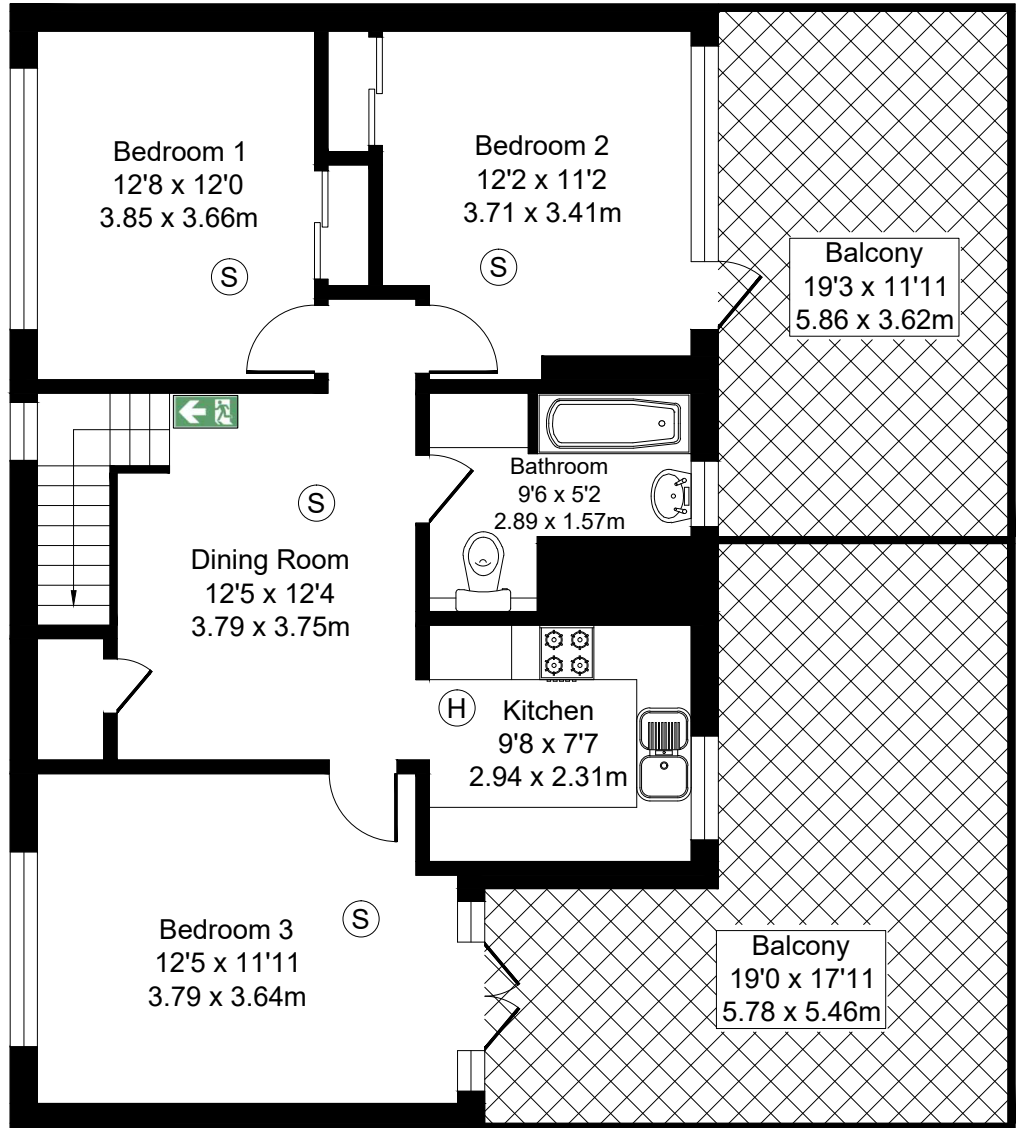 Bedroom 1
12'8 x 12'0
3.85 x 3.66m
S
Bedroom 2
12'2 x 11'2
3.71 x 3.41m
S
Balcony
19'3 x 11'11
5.86 x 3.62m
Bathroom
9'6 x 5'2
2.89 x 1.57m
S
Dining Room
12'5 x 12'4
3.79 x 3.75m
H
Kitchen
9'8 x 7'7
2.94 x 2.31m
Bedroom 3
12'5 x 11'11
3.79 x 3.64m
S
Balcony
19'0 x 17'11
5.78 x 5.46m